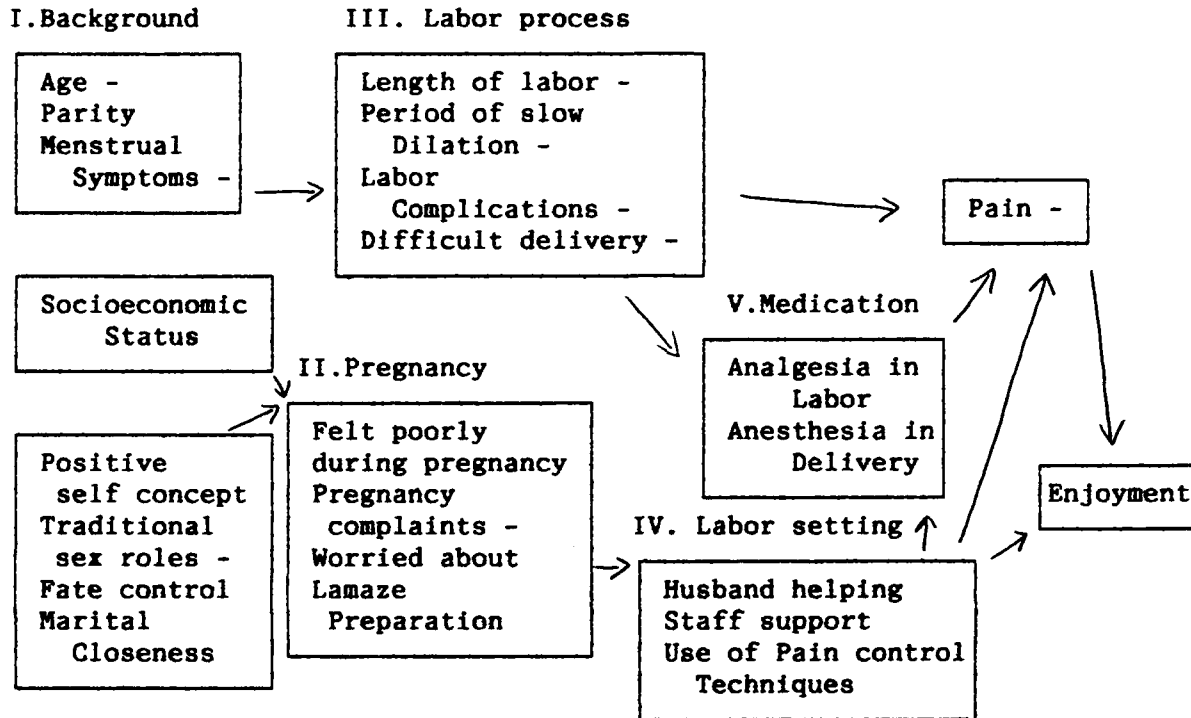 I.Background
Age -
Parity
Menstrual
Symptoms -
Socioeconomic
Status
Positive
self concept
Traditional
sex roles -
Fate control
Marital
Closeness
II.Pregnancy
Felt poorly
during pregnancy
Pregnancy
complaints -
Worried about
Lamaze
Preparation
III. Labor process
Length of labor -
Period of slow
Dilation -
Labor
Complications -
Difficult delivery -
IV. Labor setting
Husband helping
Staff support
Use of Pain control
Techniques
V.Medication
Analgesia in
Labor
Anesthesia in
Delivery
Pain -
Enjoyment